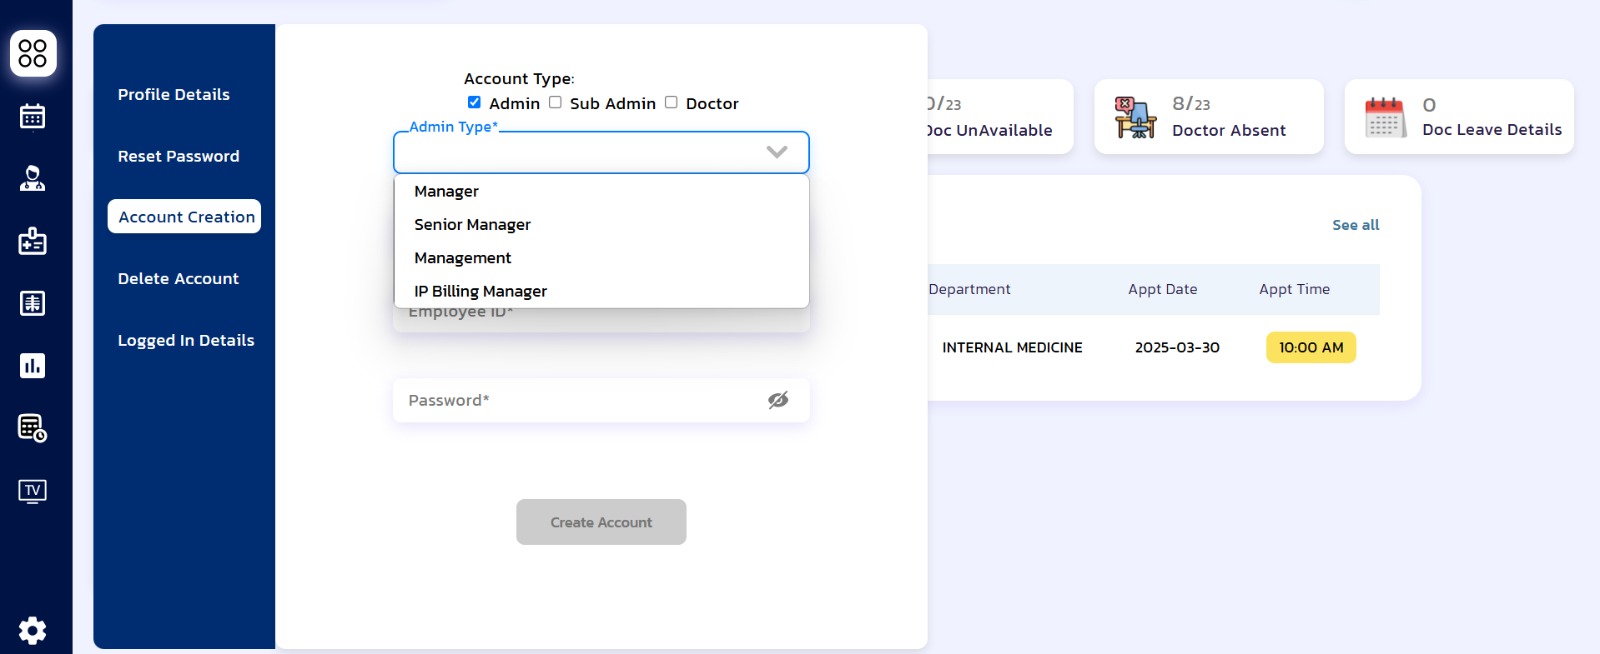 Profile Details
Reset Password
Account Creation
Delete Account
Logged In Details
TV
Account Type:
Admin Sub Admin Doctor
Admin Type*
Manager
Senior Manager
Management
IP Billing Manager
Employee ID*
Password*
Create Account
0/23
Doc UnAvailable
8/23
Doctor Absent
0
Doc Leave Details
See all
Department Appt Date Appt Time
INTERNAL MEDICINE 2025-03-30 10:00 AM